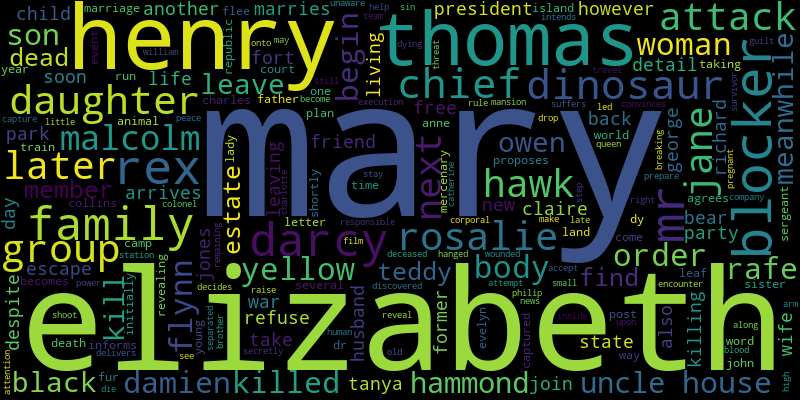 child marriage another marries president island however attack
henry thomas
son flee sin help team unaware
dead event court fort begin living chief woman detail taking
year soon life leave republic threat dying intends onto may still
daughter william dinosaur
run charles father become execution travel guilt survivor
capture little peace one rule mansion suffers led convinces
park animal plan free anne drop world queen breaking
train friend owen back richard
malcolm mary mr george jane blocker meanwhile
later rex lady leaving next proposes
member arrives shortly charlotte stay time mercenary catherine hawk step pregnant prepare
day collins colonel estate claire new agrees company sergeant
family darcy letter responsible corporal make late right bear party
group jones remaining film rosalie land dy come order rafe
camp station deceased hanged wounded accept
escape becomes power decides yellow teddy body find leaf encounter sister
despite initially flynn revealing raise several discovered attempt small
kill elizabeth
war refuse husband former philip news evelyn captured inside post upon also killing wife arm
shoot young separated brother state way word along
death informs take human reveal john blood
attention delivers see secretly dr old
black damien killed tanya hammond join uncle house high
fur die